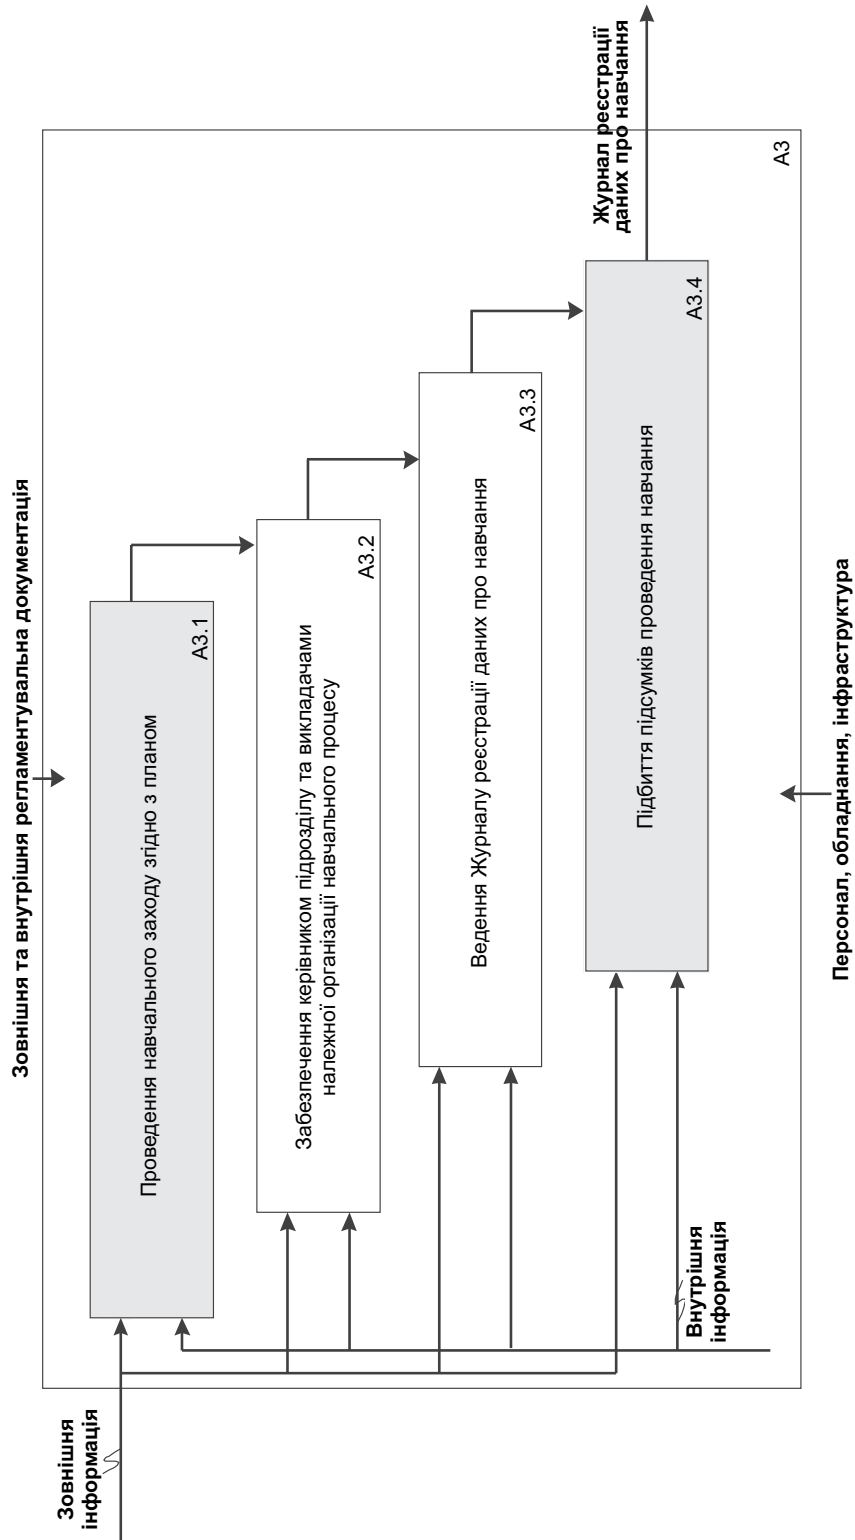 Зовнішня та внутрішня регламентувальна документація
Зовнішня
інформація
Проведення навчального заходу згідно з планом
А3.1
Забезпечення керівником підрозділу та викладачами
належної організації навчального процесу
А3.2
Ведення Журналу реєстрації даних про навчання
А3.3
Підбиття підсумків проведення навчання
А3.4
Журнал реєстрації
даних про навчання
Внутрішня
інформація
А3
Персонал, обладнання, інфраструктура